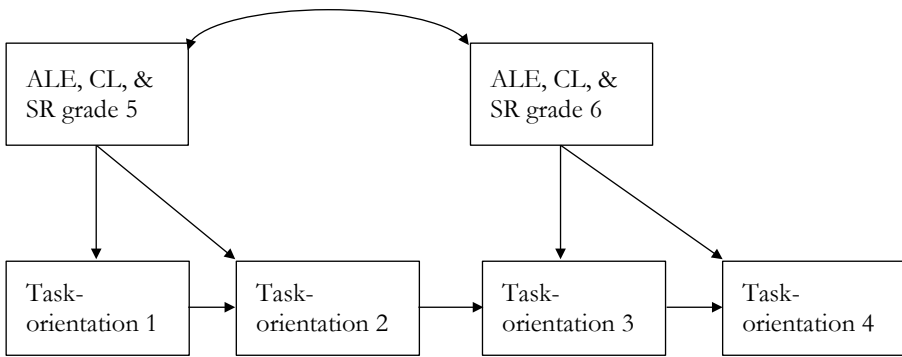 ALE, CL, &
SR grade 5
ALE, CL, &
SR grade 6
Task-
orientation 1
Task-
orientation 2
Task-
orientation 3
Task-
orientation 4